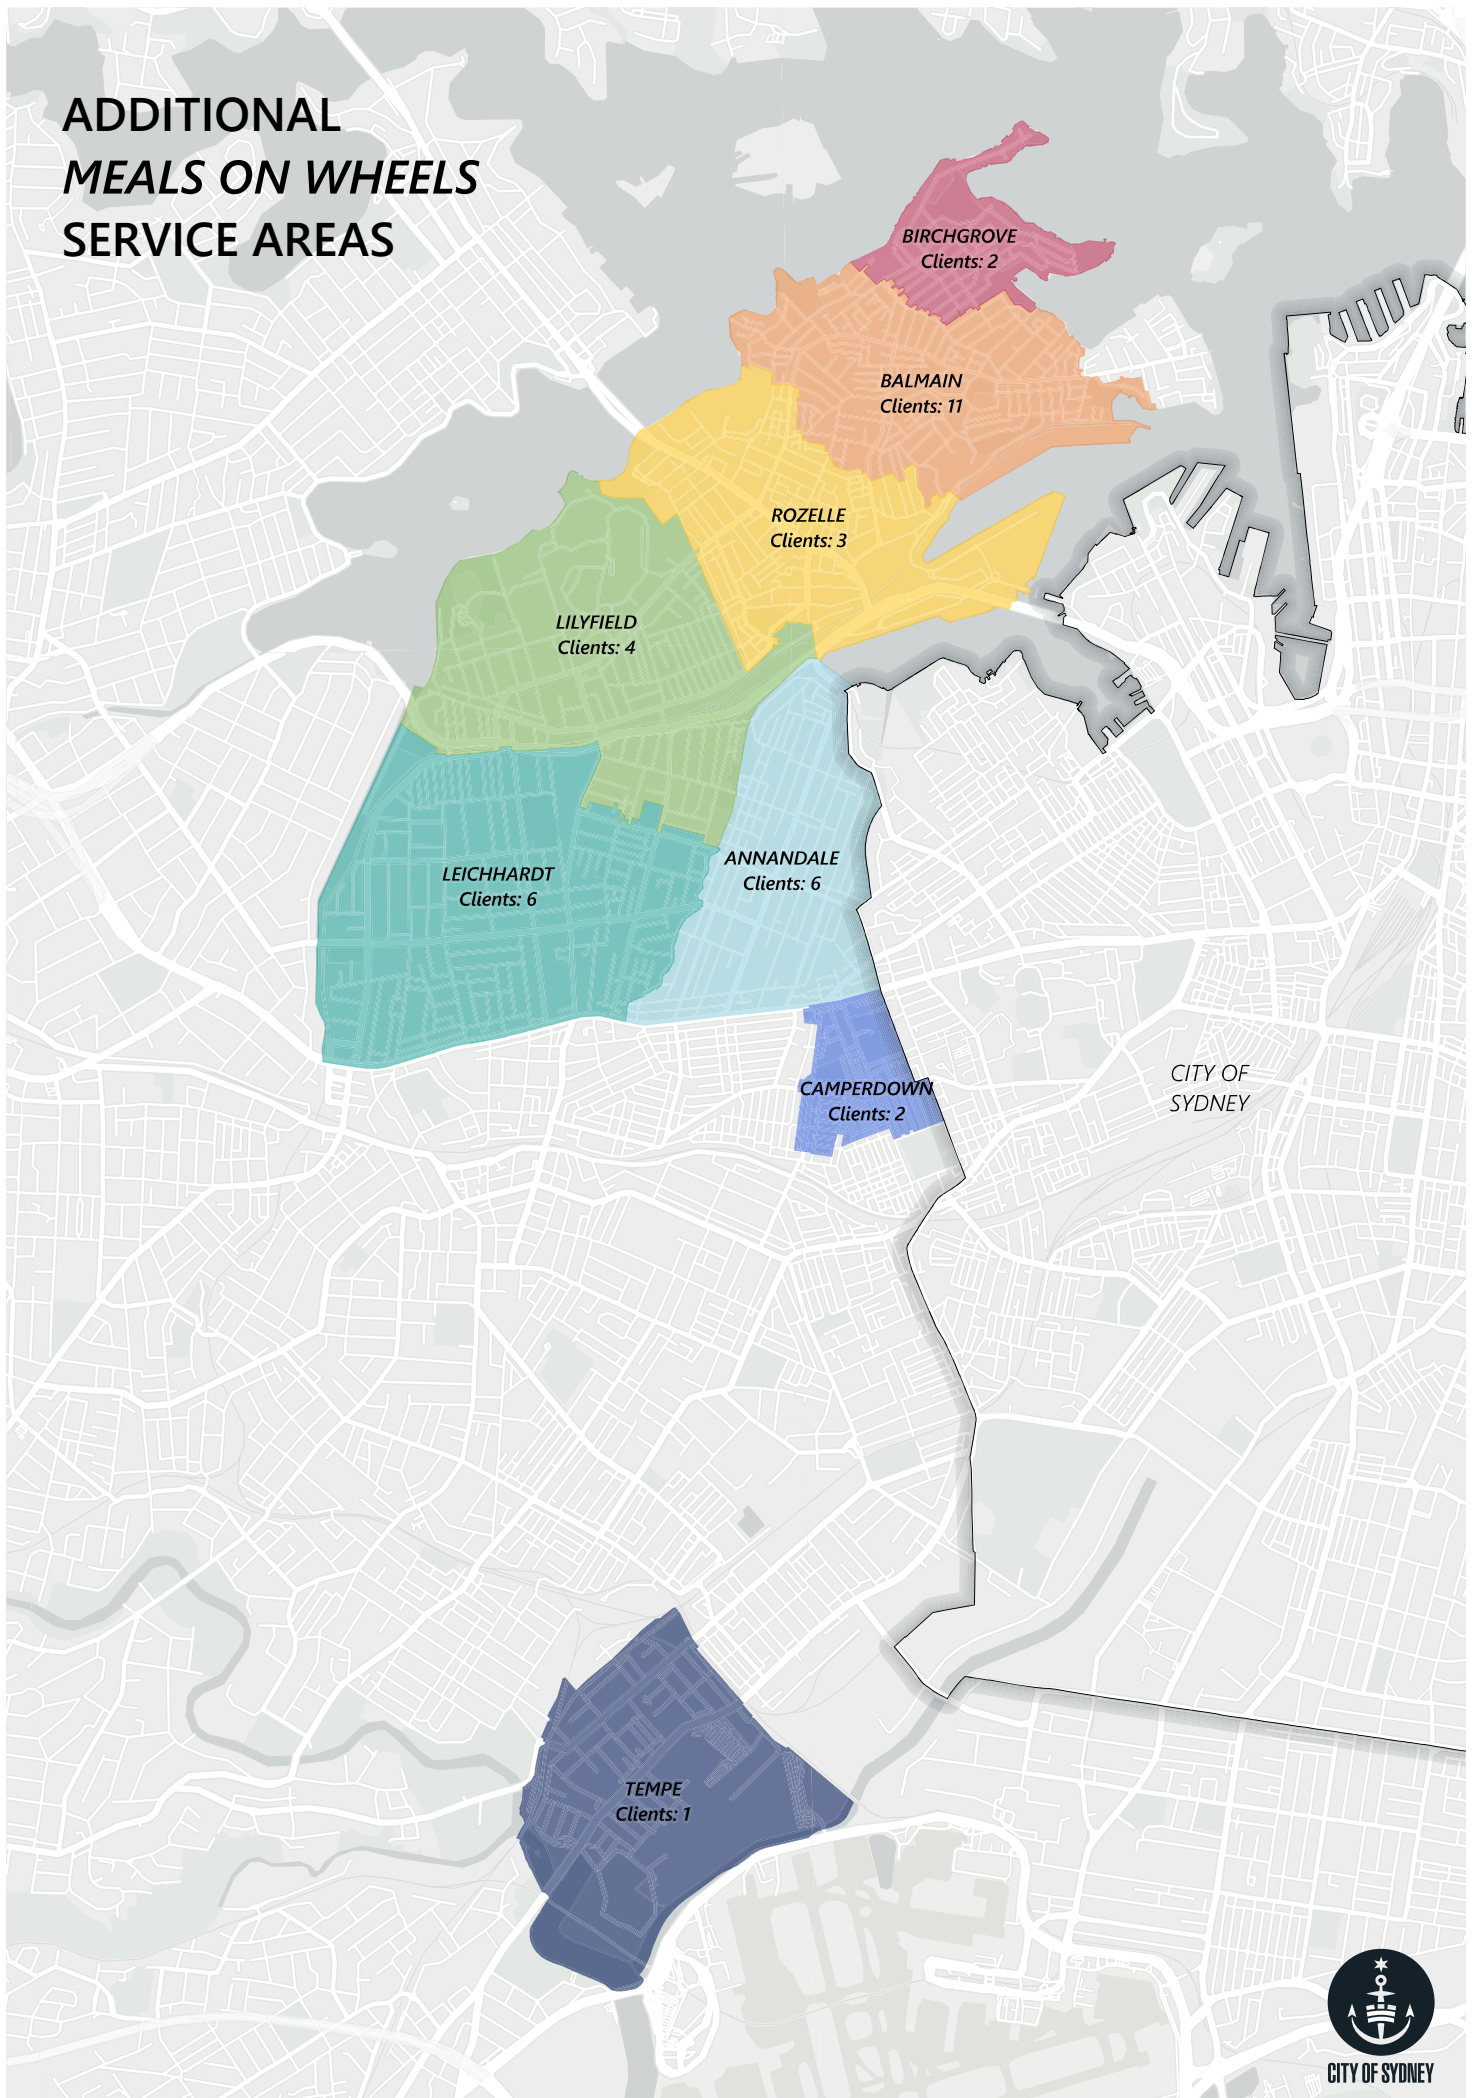 ADDITIONAL
MEALS ON WHEELS
SERVICE AREAS
BIRCHGROVE
Clients: 2
BALMAIN
Clients: 11
ROZELLE
Clients: 3
LILYFIELD
Clients: 4
LEICHHARDT
Clients: 6
ANNANDALE
Clients: 6
CAMPERDOWN
Clients: 2
CITY OF
SYDNEY
TEMPE
Clients: 1
CITY OF SYDNEY